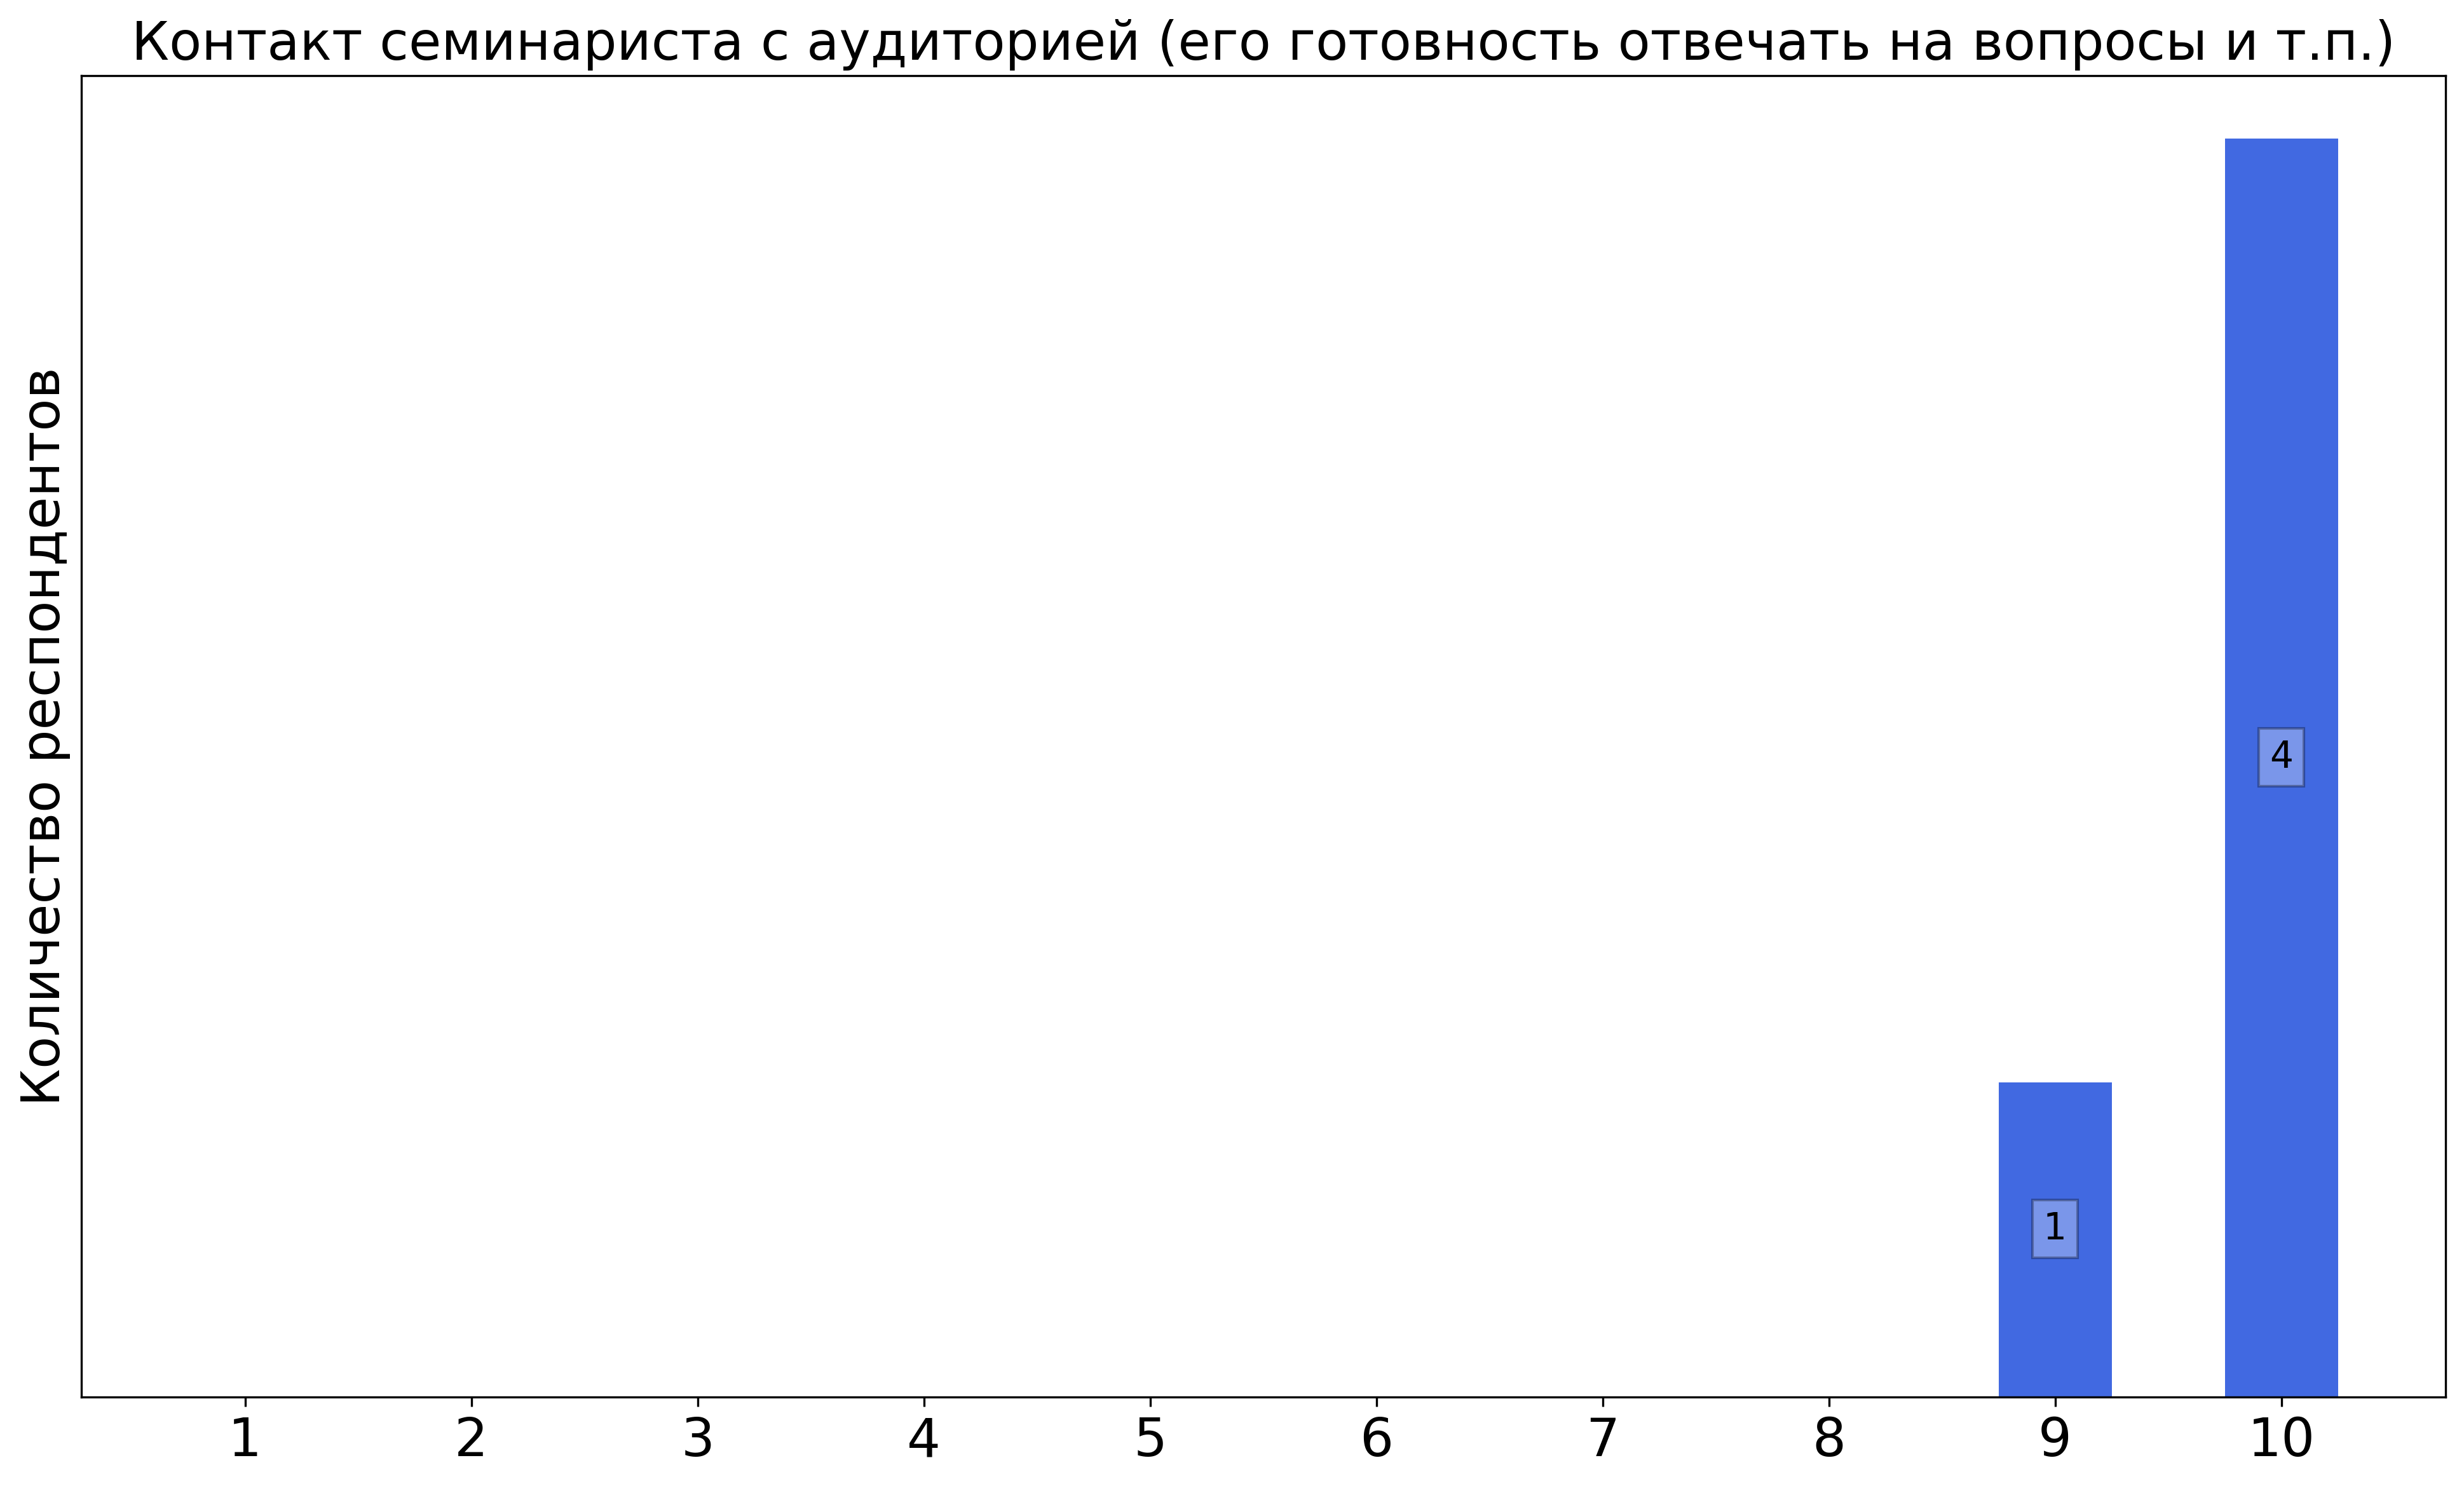 Контакт семинариста с аудиторией (его готовность отвечать на вопросы и т.п.)
Количество респондентов
4
1
1 2 3 4 5 6 7 8 9 10